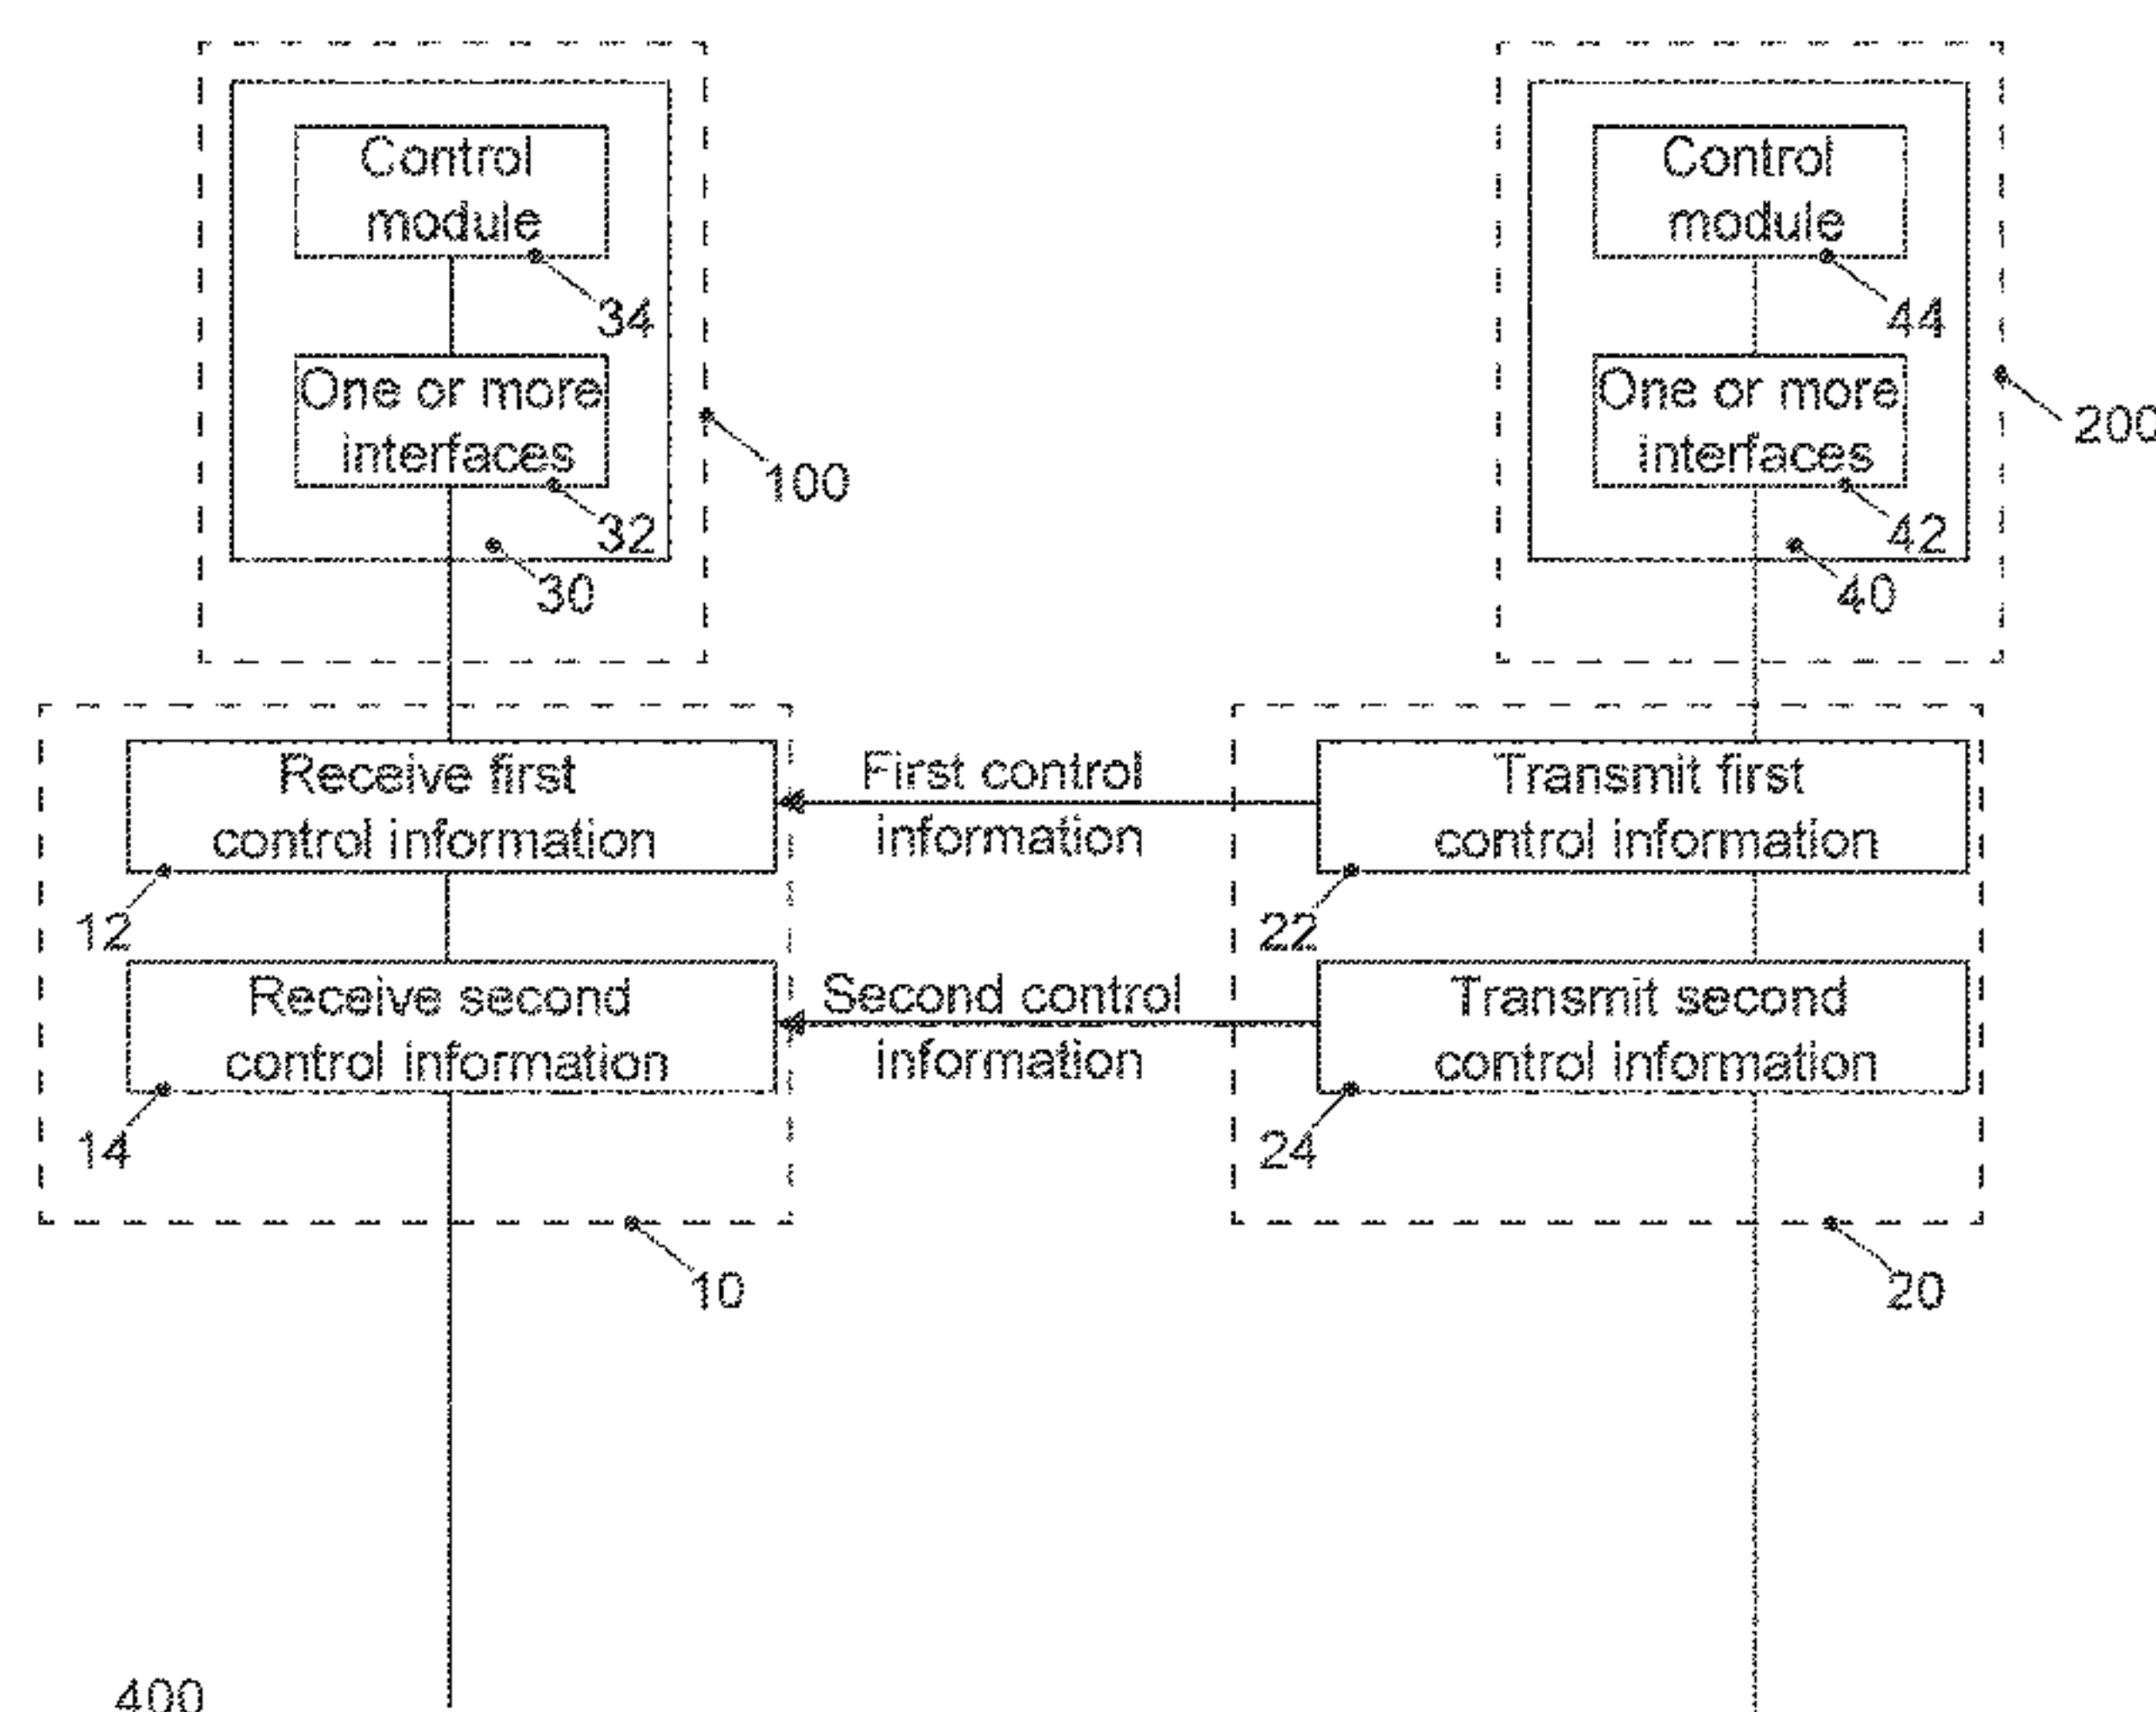 Control
module
34
One or more
interfaces
32
30
100
Control
module
44
One or more
interfaces
42
40
200
Receive first
control information
12
First control
information
Transmit first
control information
22
Receive second
control information
14
Second control
information
Transmit second
control information
24
10
20
400